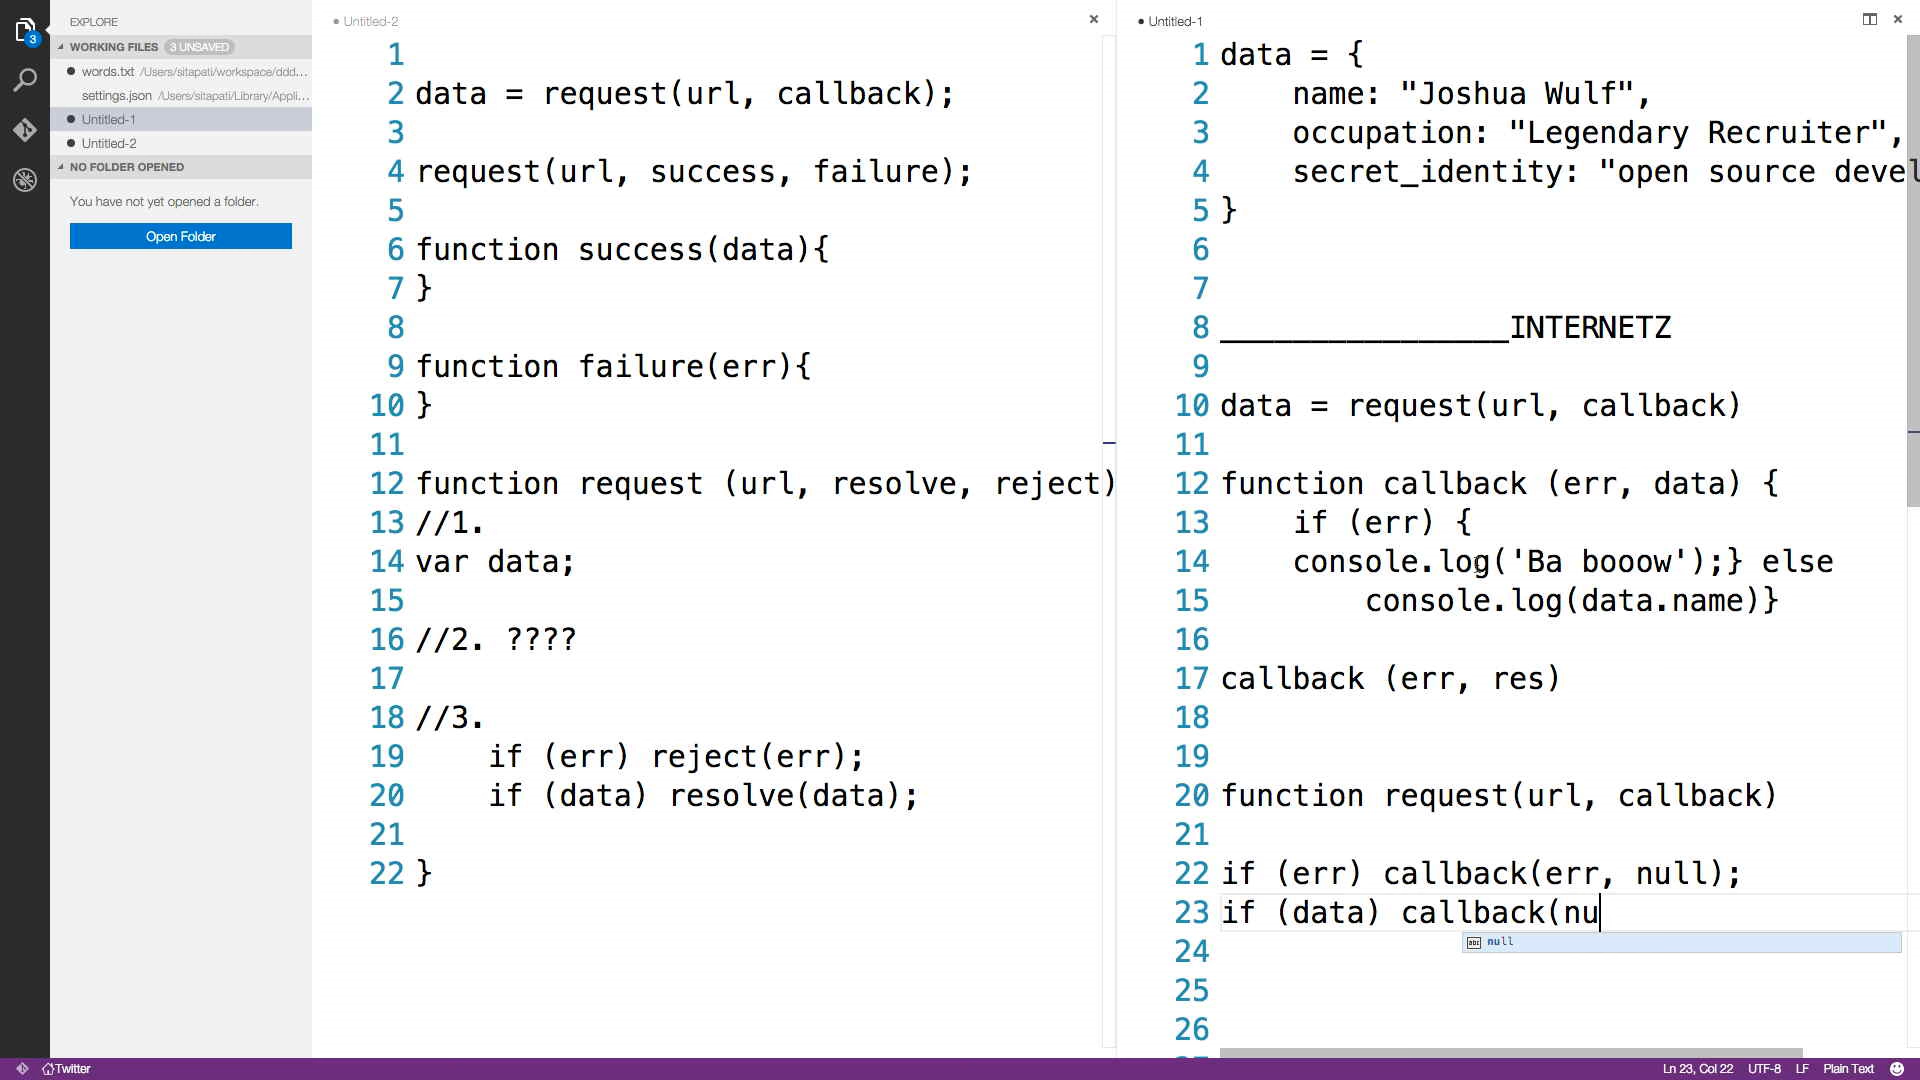 3
EXPLORE
WORKING FILES 3 UNSAVED
words.txt /Users/sitapati/workspace/ddd...
settings.json /Users/sitapati/Library/Appli...
Untitled-1
Untitled-2
NO FOLDER OPENED
You have not yet opened a folder.
Open Folder
Untitled-2
1
2 data = request(url, callback);
3
4 request(url, success, failure);
5
6 function success(data){
7 }
8
9 function failure(err){
10 }
11
12 function request (url, resolve, reject)
13 //1.
14 var data;
15
16 //2. ????
17
18 //3.
19 if (err) reject(err);
20 if (data) resolve(data);
21
22 }
Untitled-1
1 data = {
2 name: "Joshua Wulf",
3 occupation: "Legendary Recruiter",
4 secret_identity: "open source devel
5 }
6
7
8 ________________INTERNETZ
9
10 data = request(url, callback)
11
12 function callback (err, data) {
13 if (err) {
14 console.log('Ba booow');} else
15 console.log(data.name)}
16
17 callback (err, res)
18
19
20 function request(url, callback)
21
22 if (err) callback(err, null);
23 if (data) callback(nu
abc null
24
25
26
Twitter
Ln 23, Col 22 UTF-8 LF Plain Text